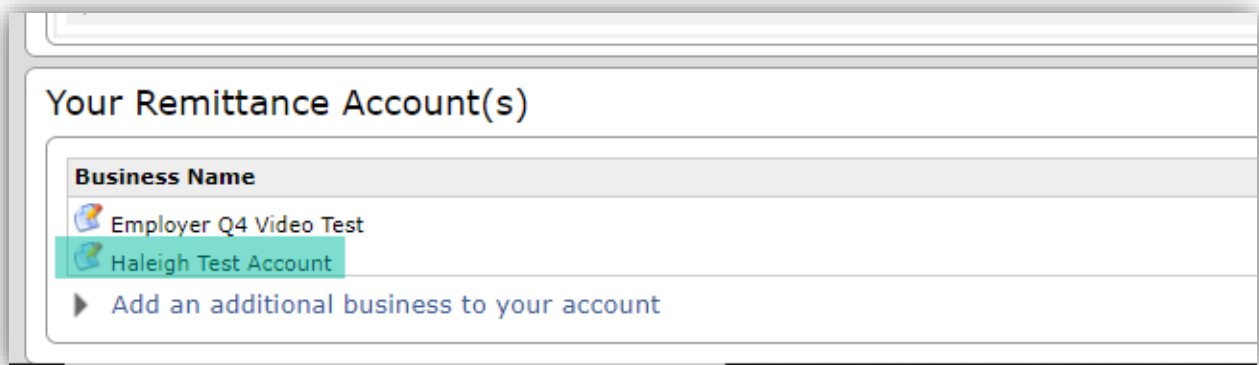 Your Remittance Account(s)
Business Name
Employer Q4 Video Test
Haleigh Test Account
Add an additional business to your account